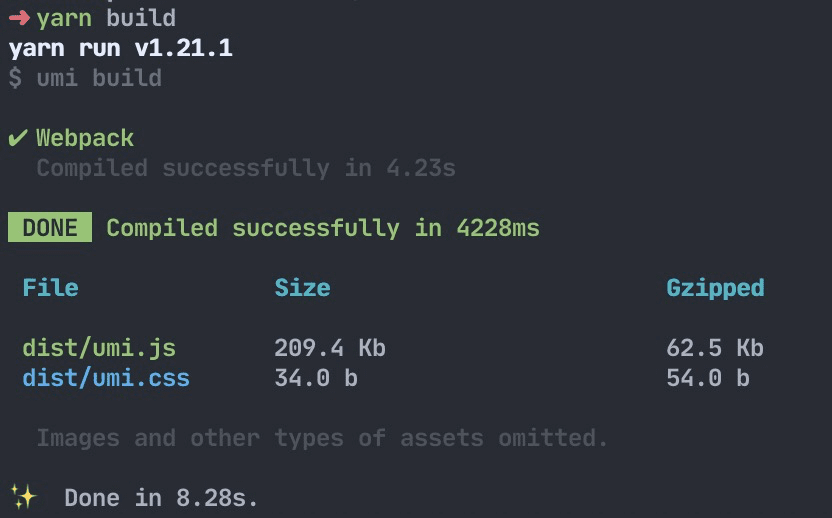 ➜ yarn build
yarn run v1.21.1
$ umi build
✔ Webpack
Compiled successfully in 4.23s
DONE Compiled successfully in 4228ms
File Size Gzipped
dist/umi.js 209.4 Kb 62.5 Kb
dist/umi.css 34.0 b 54.0 b
Images and other types of assets omitted.
✨ Done in 8.28s.